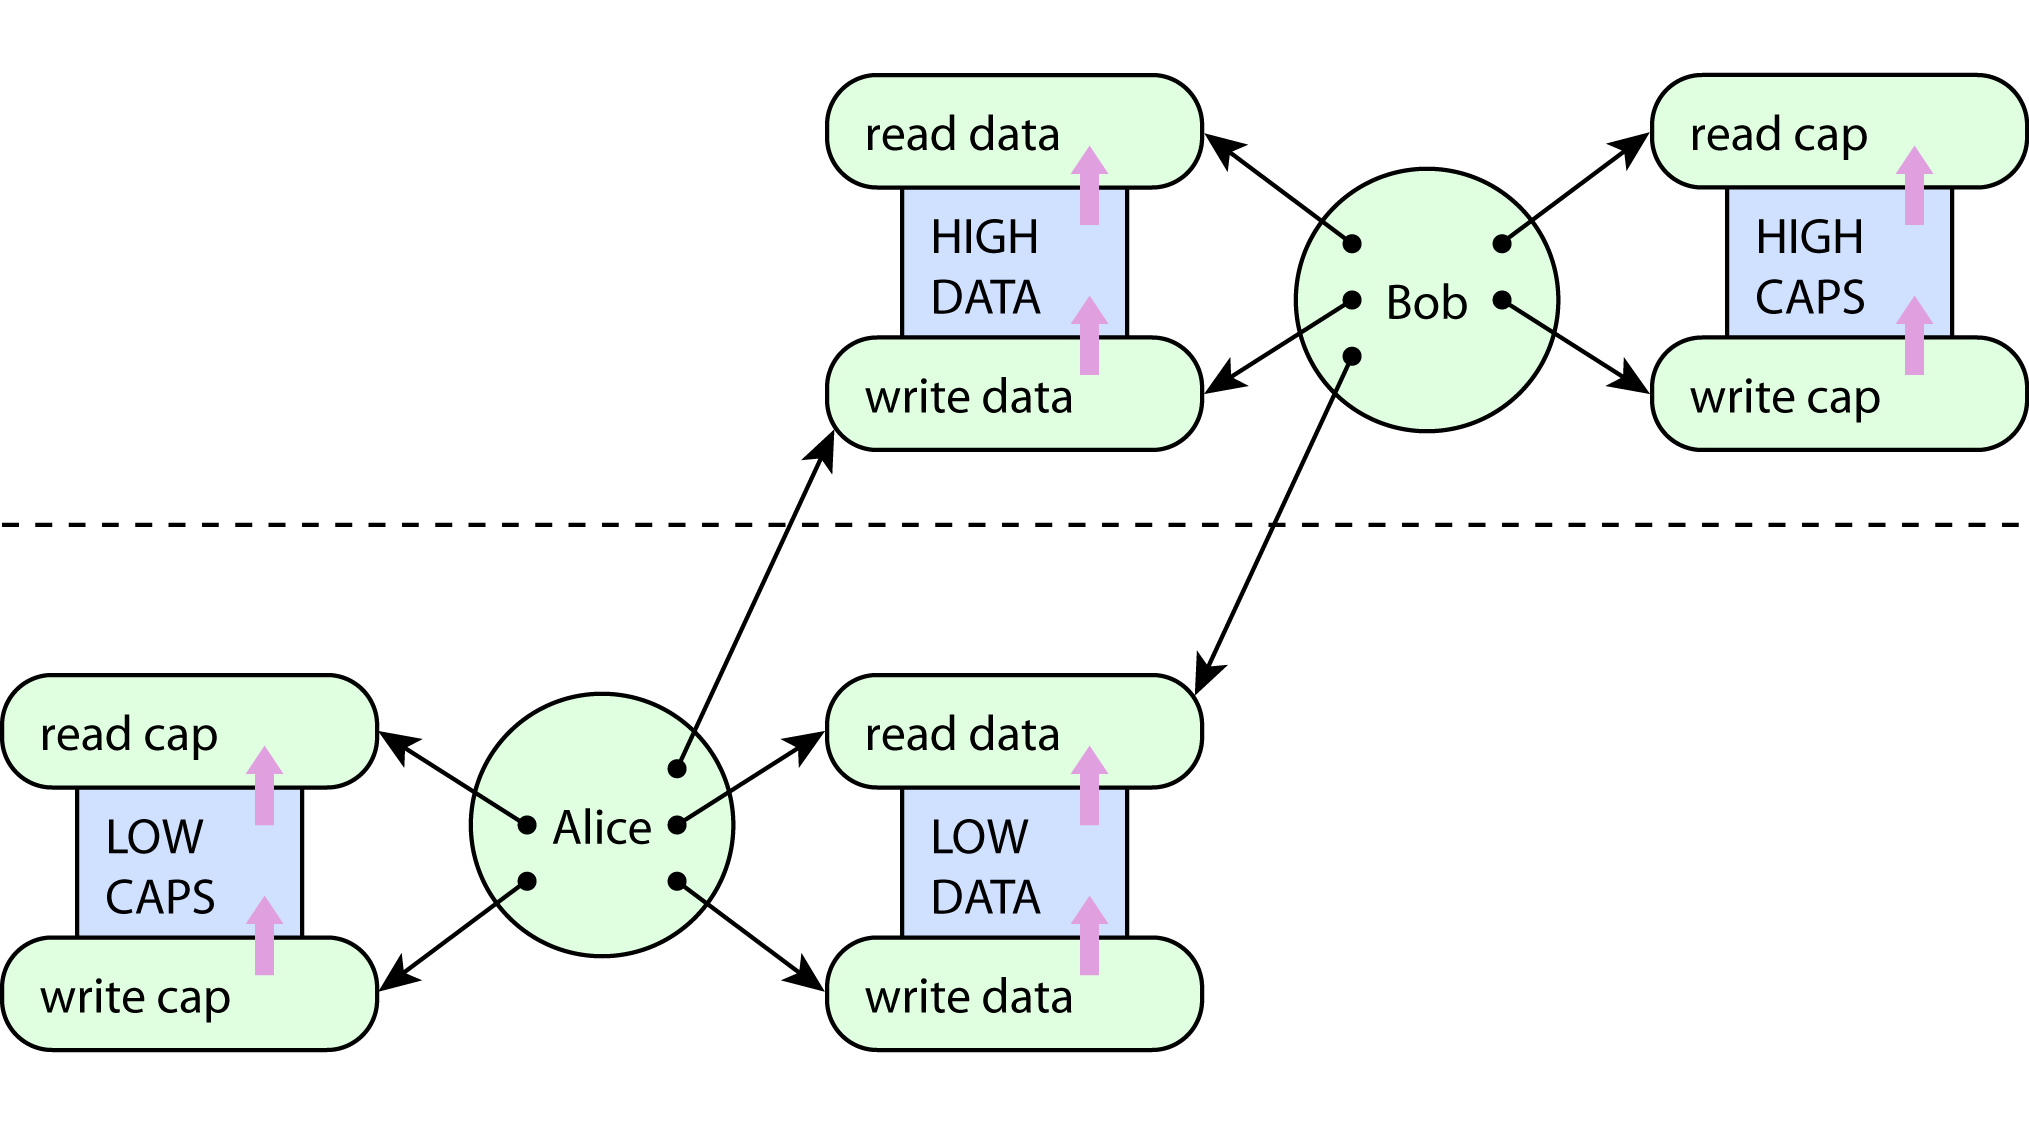 read data
HIGH
DATA
write data
Bob
read cap
HIGH
CAPS
write cap
read cap
LOW
CAPS
write cap
Alice
read data
LOW
DATA
write data